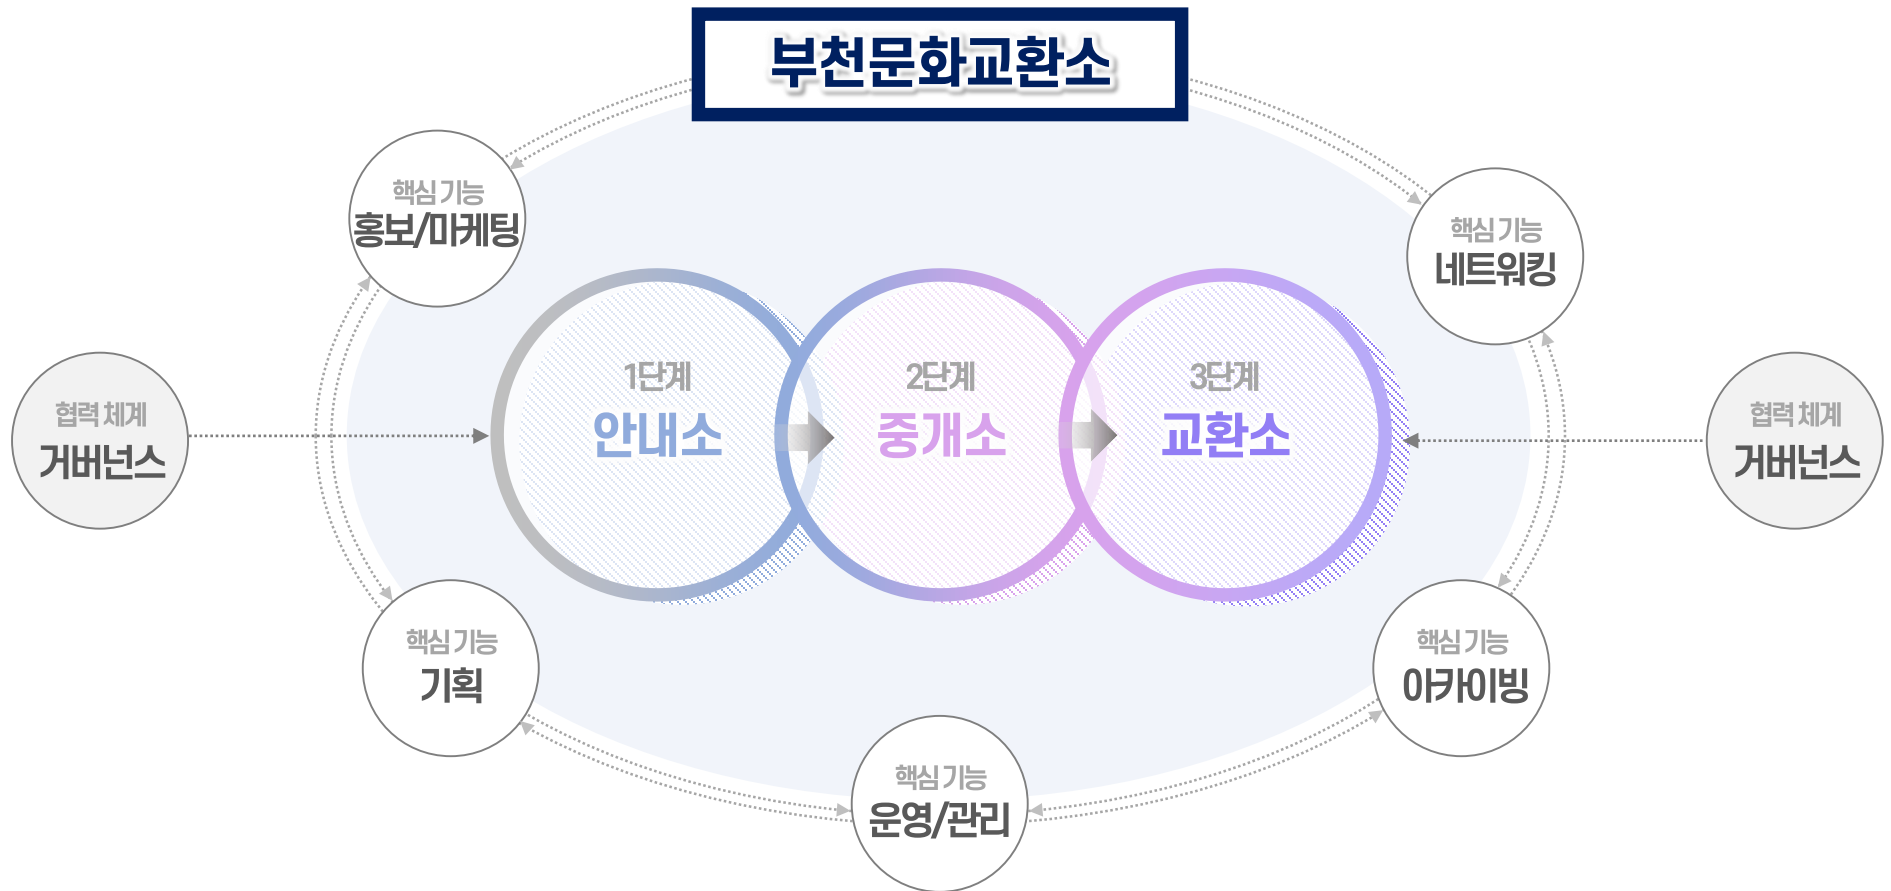 부천문화교환소
핵심 기능
홍보/마케팅
핵심 기능
네트워킹
1단계
안내소
2단계
중개소
3단계
교환소
협력 체계
거버넌스
협력 체계
거버넌스
핵심 기능
기획
핵심 기능
아카이빙
핵심 기능
운영/관리